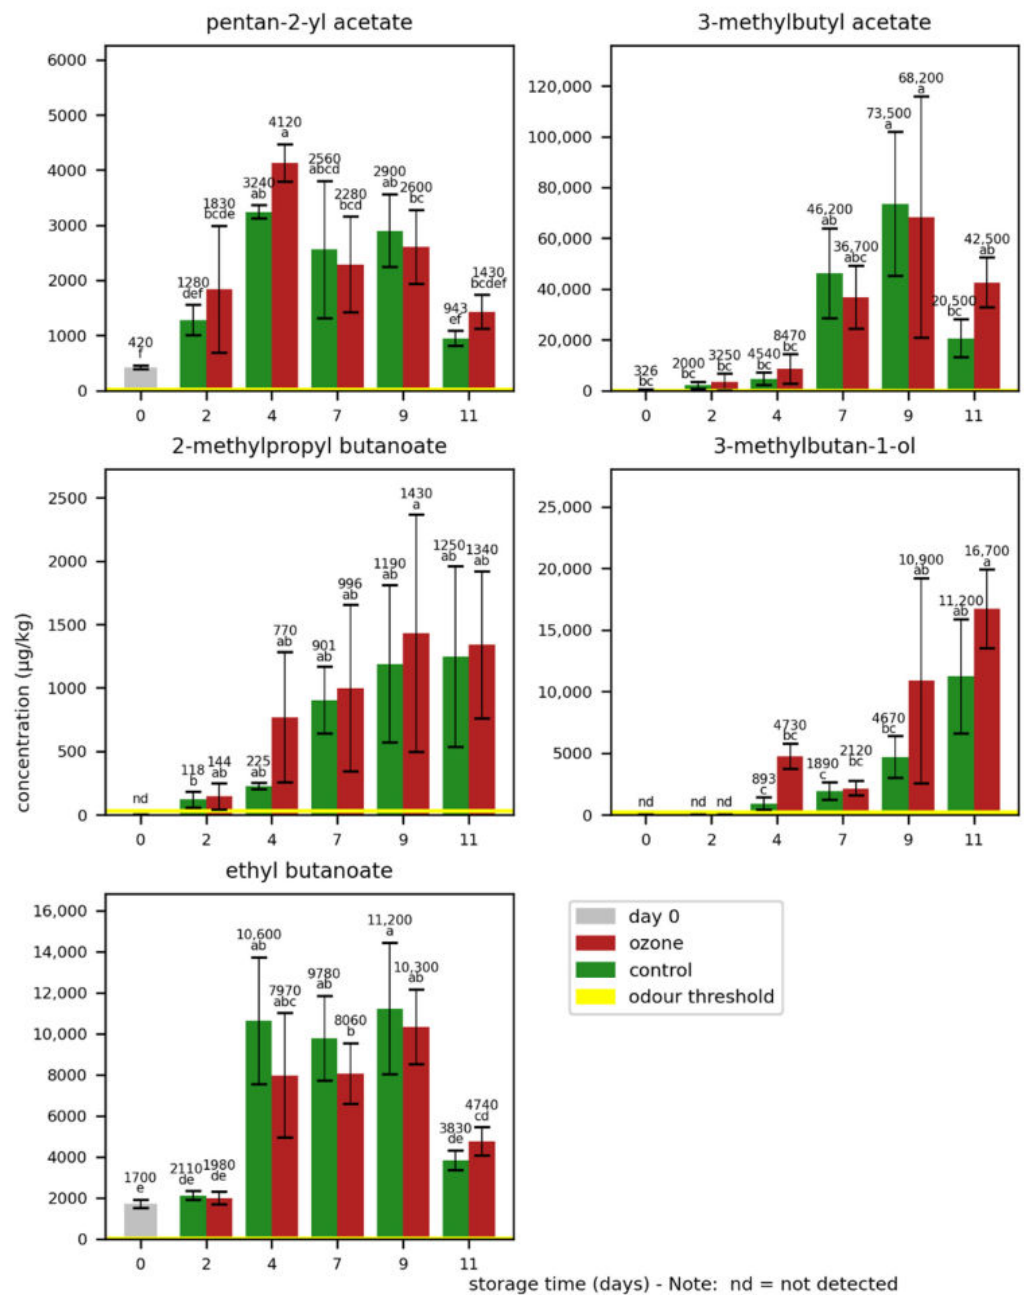 pentan-2-yl acetate
6000
5000
4000
3000
2000
1000
0
420
f
1280
def
1830
bcde
3240
ab
4120
a
2560
abcd
2280
bcd
2900
ab
2600
bc
943
ef
1430
bcdef
0 2 4 7 9 11
3-methylbutyl acetate
120,000
100,000
80,000
60,000
40,000
20,000
0
326
bc
2000
bc
3250
bc
4540
bc
8470
bc
46,200
ab
36,700
abc
73,500
a
68,200
a
20,500
bc
42,500
ab
0 2 4 7 9 11
concentration (µg/kg)
2-methylpropyl butanoate
2500
2000
1500
1000
500
0
nd
118
b
144
ab
225
ab
770
ab
901
ab
996
ab
1190
ab
1430
a
1250
ab
1340
ab
0 2 4 7 9 11
3-methylbutan-1-ol
25,000
20,000
15,000
10,000
5000
0
nd
nd nd
893
c
4730
bc
1890
c
2120
bc
4670
bc
10,900
ab
11,200
ab
16,700
a
0 2 4 7 9 11
ethyl butanoate
16,000
14,000
12,000
10,000
8000
6000
4000
2000
0
1700
e
2110
de
1980
de
10,600
ab
7970
abc
9780
ab
8060
b
11,200
a
10,300
ab
3830
de
4740
cd
0 2 4 7 9 11
day 0
ozone
control
odour threshold
storage time (days) - Note: nd = not detected